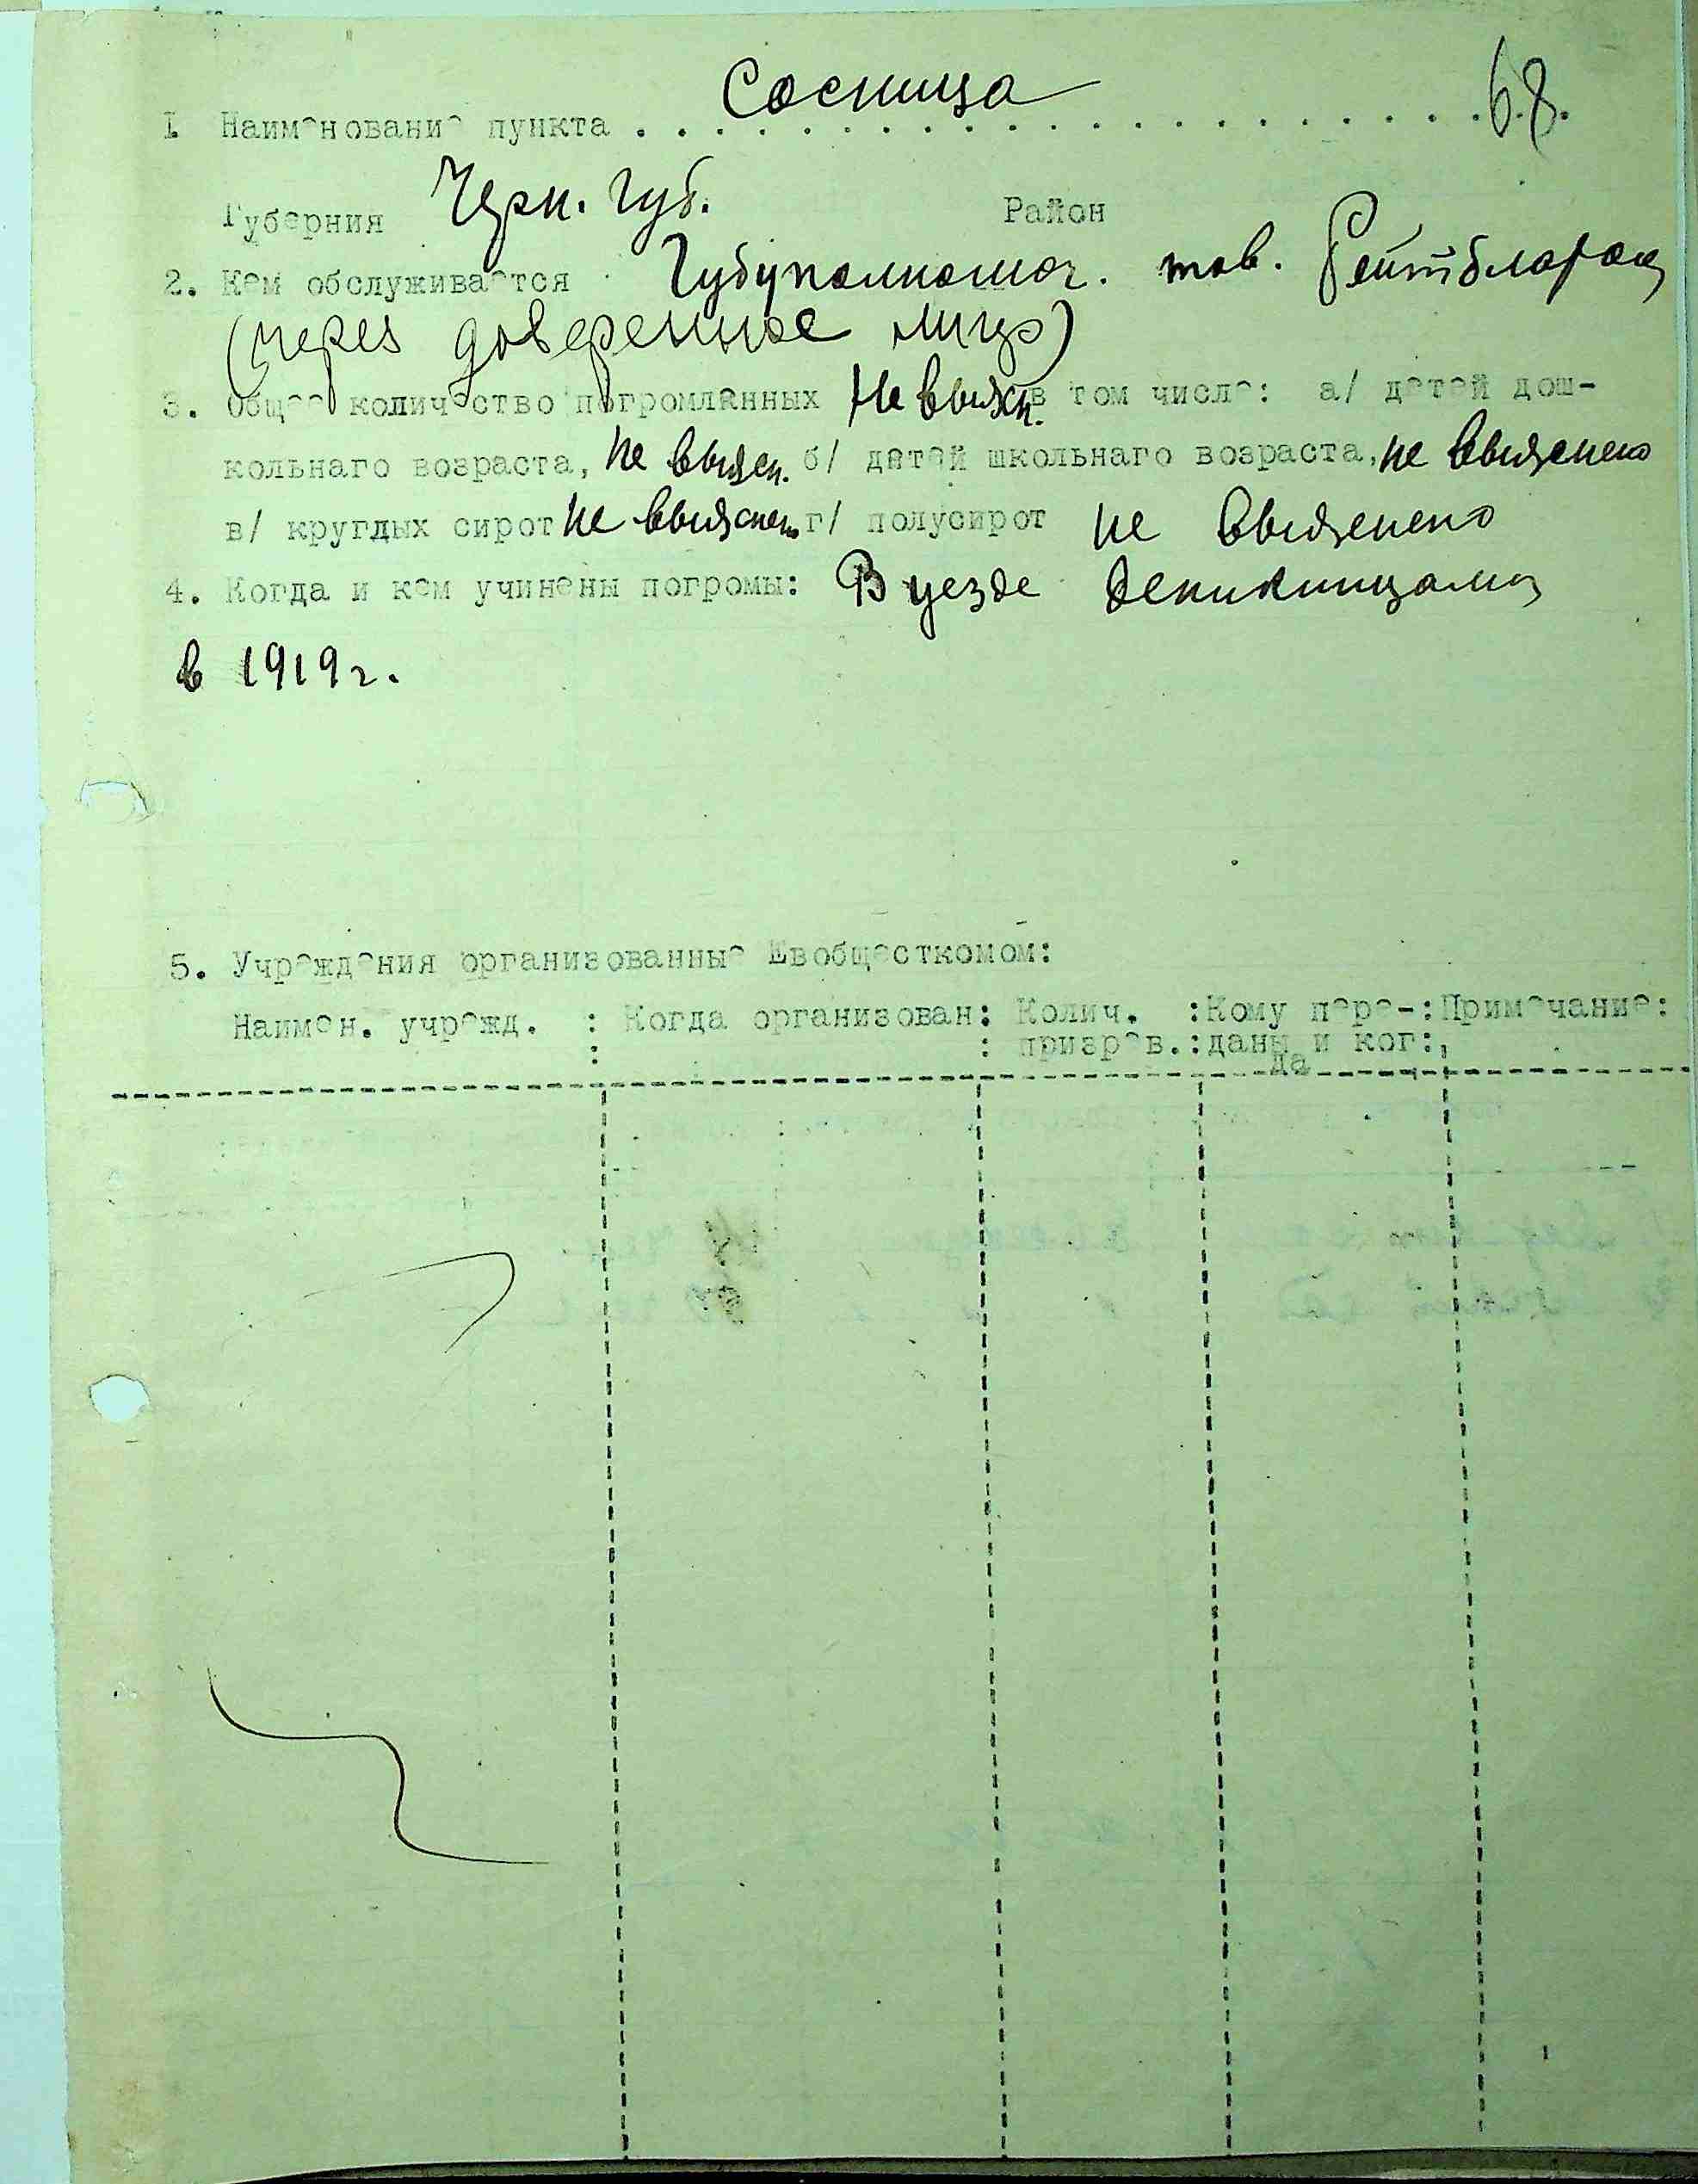 Сосница
68.
1 Наименование пункта . . . . . . . . . . . . . . . . . . . . .
Губерния Черн. Губ. Район
2. Кем обслуживается Губуполномоч. тов.
(через доверенное лицо)
3. Общее количество погромланных Не выясн. в том числе: а/ детей дош-
кольнаго возраста, не выясн. б/ детей школьнаго возраста, не выяснено
в/ круглых сирот не выяснено г/ полусирот не выяснено
4. Когда и кем учинены погромы: В уезде деникинцами
в 1919 г.
5. Учреждения организованные Евобщесткомом:
Наимен. учрежд. : Когда организован: Колич. :Кому пере-:Примечание:
: : призрев.:даны и ког:
да